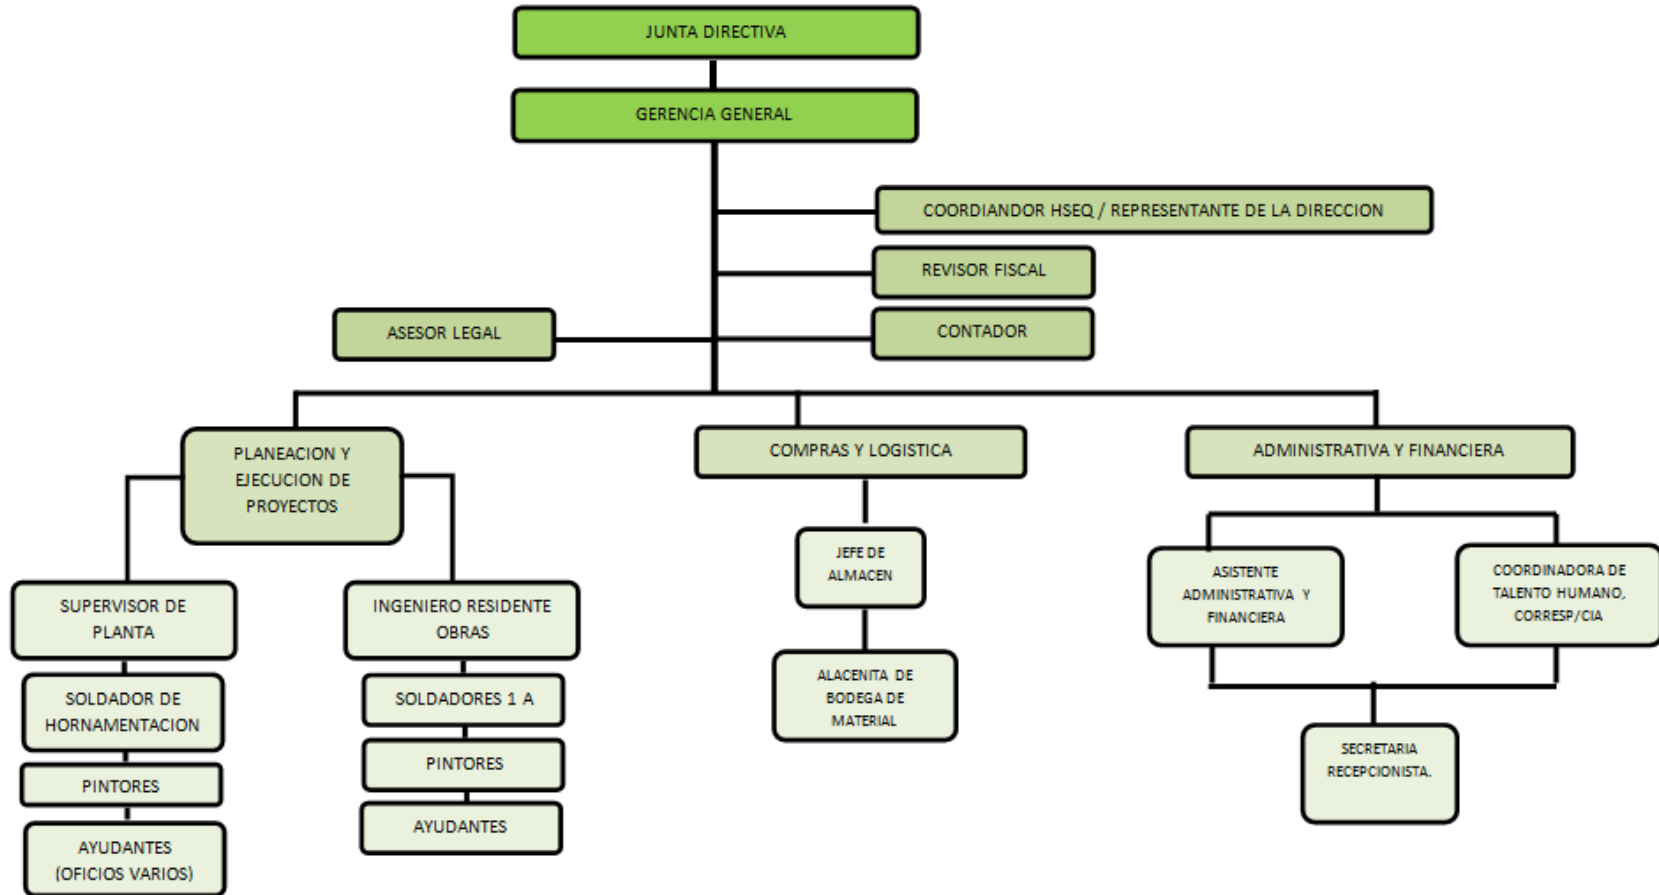 JUNTA DIRECTIVA
GERENCIA GENERAL
COORDIANDOR HSEQ / REPRESENTANTE DE LA DIRECCION
REVISOR FISCAL
ASESOR LEGAL
CONTADOR
PLANEACION Y
EJECUCION DE
PROYECTOS
COMPRAS Y LOGISTICA
ADMINISTRATIVA Y FINANCIERA
SUPERVISOR DE
PLANTA
INGENIERO RESIDENTE
OBRAS
JEFE DE
ALMACEN
ASISTENTE
ADMINISTRATIVA Y
FINANCIERA
COORDINADORA DE
TALENTO HUMANO,
CORRESP/CIA
SOLDADOR DE
HORNAMENTACION
SOLDADORES 1 A
ALACENITA DE
BODEGA DE
MATERIAL
PINTORES
PINTORES
SECRETARIA
RECEPCIONISTA.
AYUDANTES
(OFICIOS VARIOS)
AYUDANTES